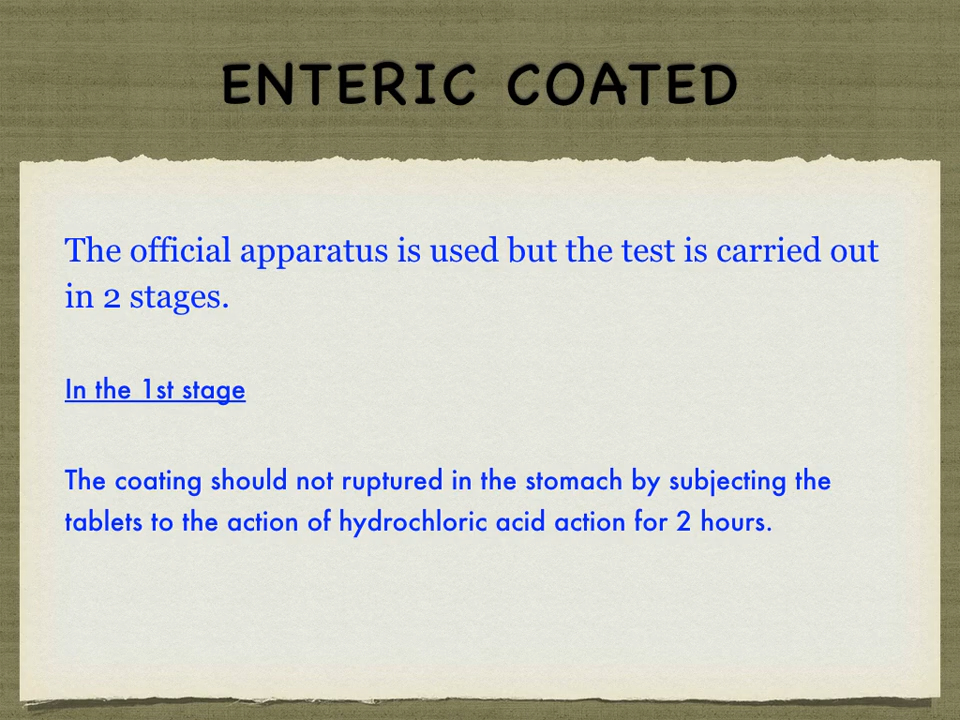 ENTERIC COATED
The official apparatus is used but the test is carried out
in 2 stages.
In the 1st stage
The coating should not ruptured in the stomach by subjecting the
tablets to the action of hydrochloric acid action for 2 hours.